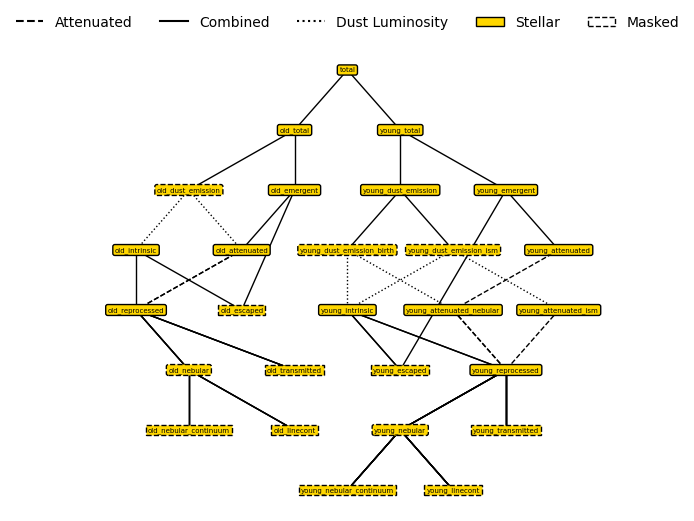 Attenuated Combined Dust Luminosity Stellar Masked
total
old_total young_total
old_dust_emission old_emergent young_dust_emission young_emergent
old_intrinsic old_attenuated young_dust_emission_birth young_dust_emission_ism young_attenuated
old_reprocessed old_escaped young_intrinsic young_attenuated_nebular young_attenuated_ism
old_nebular old_transmitted young_escaped young_reprocessed
old_nebular_continuum old_linecont young_nebular young_transmitted
young_nebular_continuum young_linecont